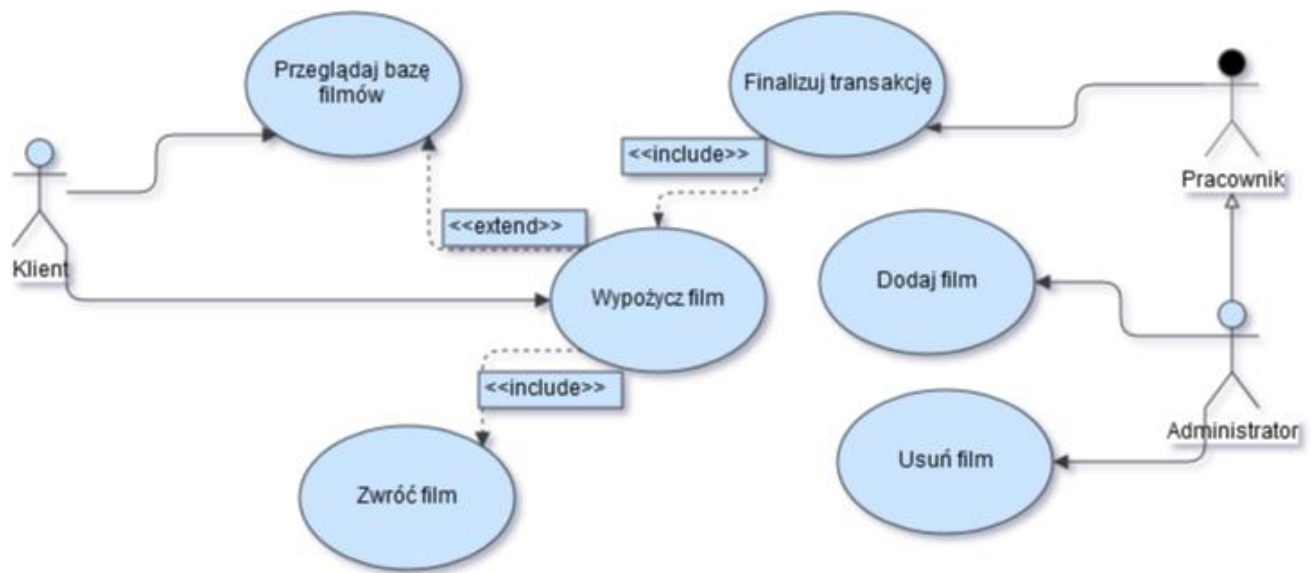 Przeglądaj bazę
filmów
Finalizuj transakcję
<<include>>
Pracownik
<<extend>>
Klient
Wypożycz film
Dodaj film
<<include>>
Administrator
Usuń film
Zwróć film